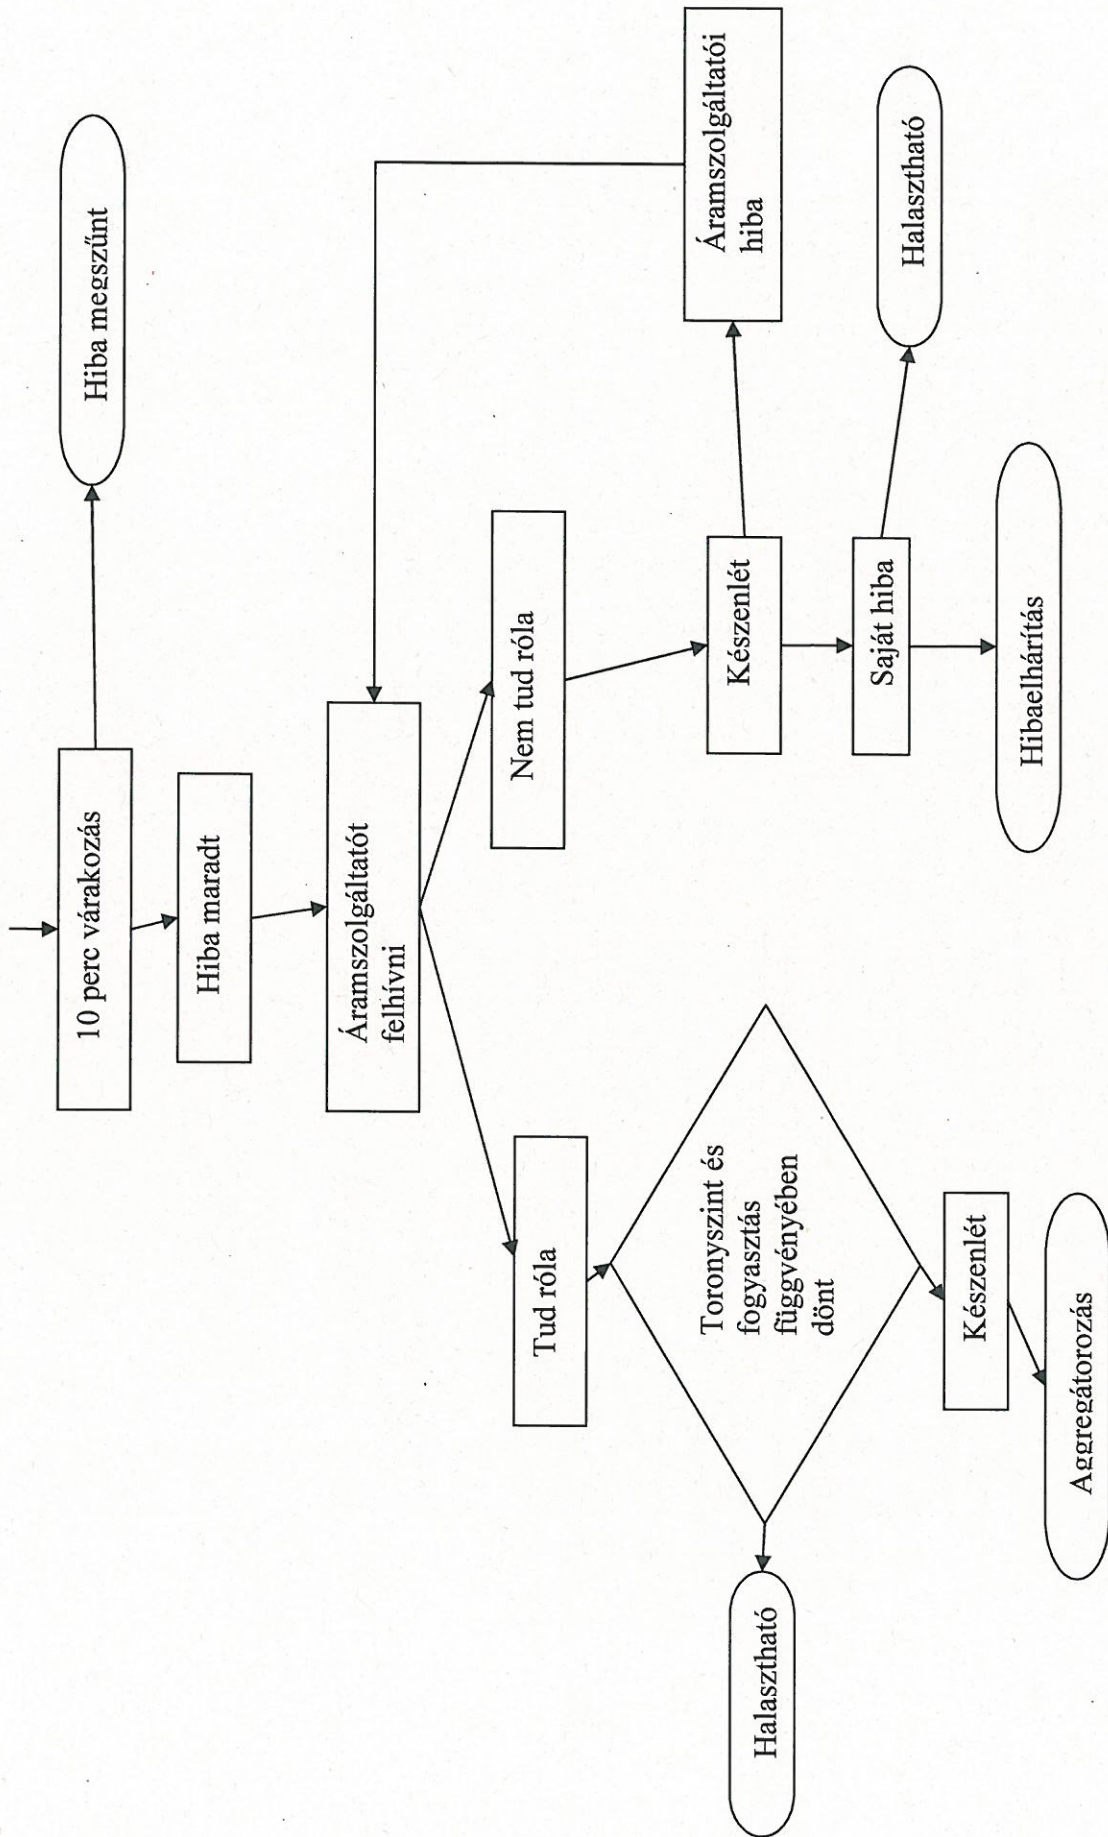 10 perc várakozás
Hiba megszűnt
Hiba maradt
Áramszolgáltatót
felhívni
Tud róla
Nem tud róla
Halasztható
Toronyszint és
fogyasztás
függvényében
dönt
Készenlét
Áramszolgáltatói
hiba
Saját hiba
Halasztható
Készenlét
Hibaelhárítás
Aggregátorozás